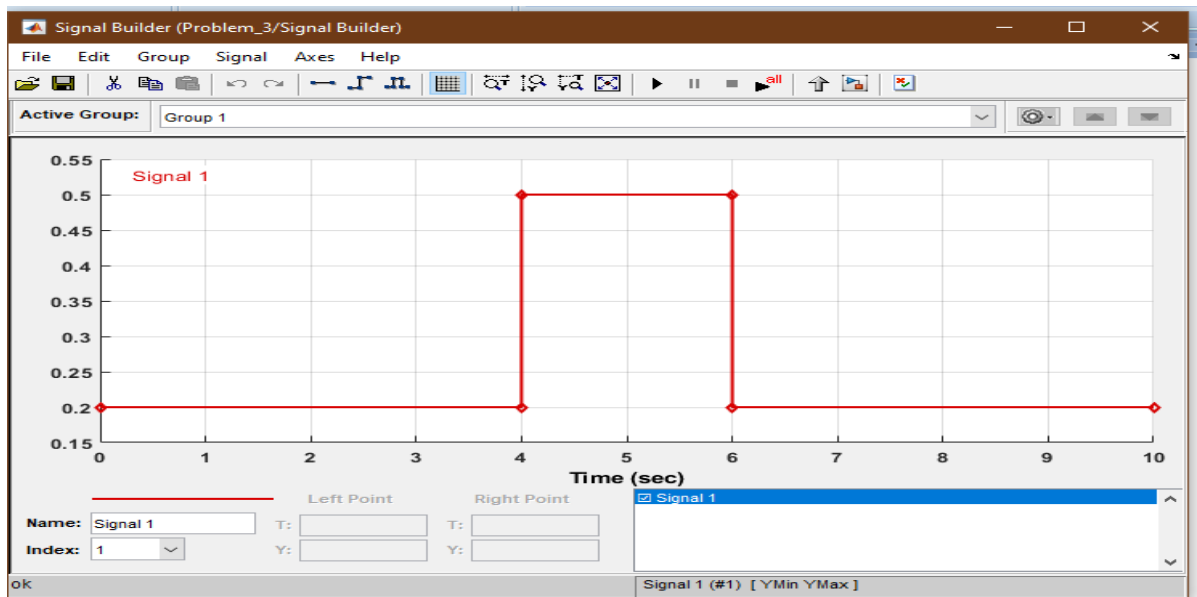 Signal Builder (Problem_3/Signal Builder)
File Edit Group Signal Axes Help
all
Active Group: Group 1
0.55
Signal 1
0.5
0.45
0.4
0.35
0.3
0.25
0.2
0.15
0 1 2 3 4 5 6 7 8 9 10
Time (sec)
Left Point Right Point
Signal 1
Name: Signal 1 T: T:
Index: 1 Y: Y:
ok Signal 1 (#1) [ YMin YMax ]